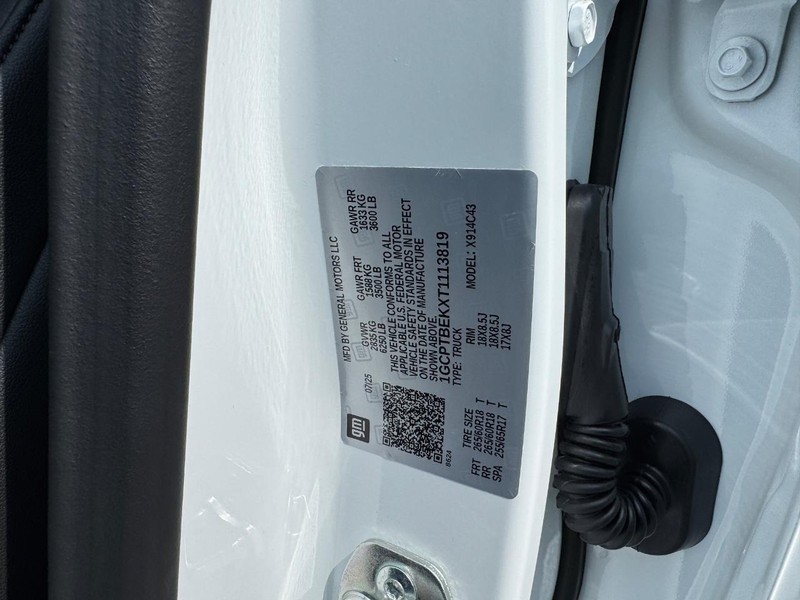 gm
MFD BY GENERAL MOTORS LLC
07/25
GVWR GAWR FRT GAWR RR
2835 KG 1588 KG 1633 KG
6250 LB 3500 LB 3600 LB
THIS VEHICLE CONFORMS TO ALL
APPLICABLE U.S. FEDERAL MOTOR
VEHICLE SAFETY STANDARDS IN EFFECT
ON THE DATE OF MANUFACTURE
SHOWN ABOVE.
1GCPTBEKXT1113819
TYPE: TRUCK MODEL: X914C43
8624
TIRE SIZE RIM
FRT 265/60R18 T 18X8.5J
RR 265/60R18 T 18X8.5J
SPA 255/65R17 T 17X8J